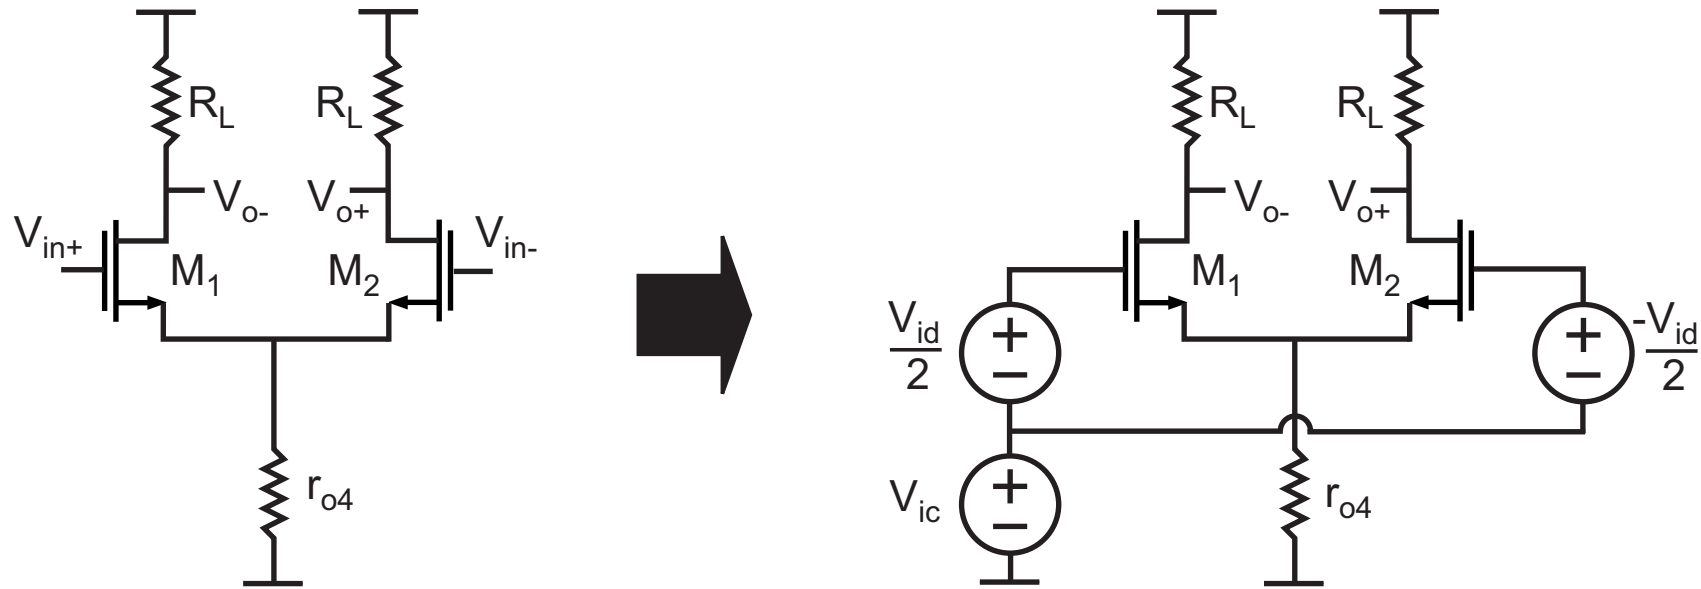 R_L R_L
V_o- V_o+
V_in+ V_in-
M_1 M_2
r_o4
R_L R_L
V_o- V_o+
M_1 M_2
V_id
2
+
−
-V_id
2
+
−
V_ic
+
−
r_o4